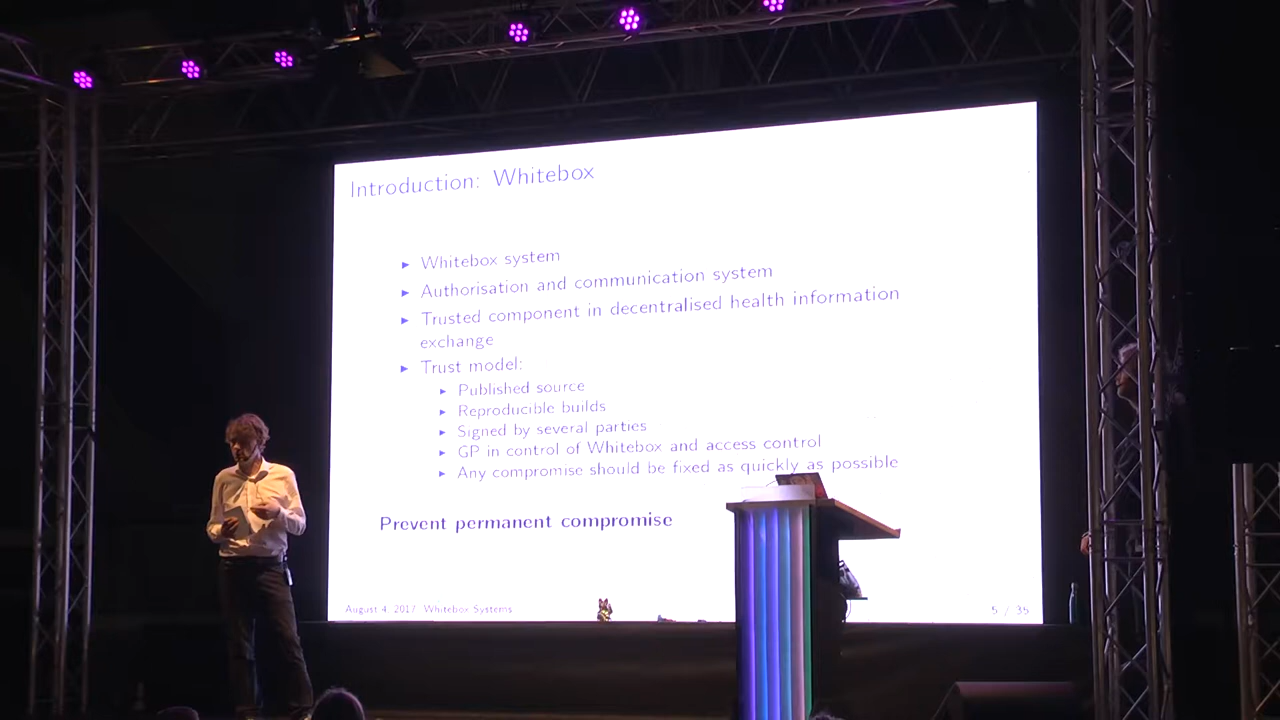 Introduction: Whitebox
▶ Whitebox system
▶ Authorisation and communication system
▶ Trusted component in decentralised health information
exchange
▶ Trust model:
▶ Published source
▶ Reproducible builds
▶ Signed by several parties
▶ GP in control of Whitebox and access control
▶ Any compromise should be fixed as quickly as possible
Prevent permanent compromise
August 4, 2017 Whitebox Systems
5 / 35